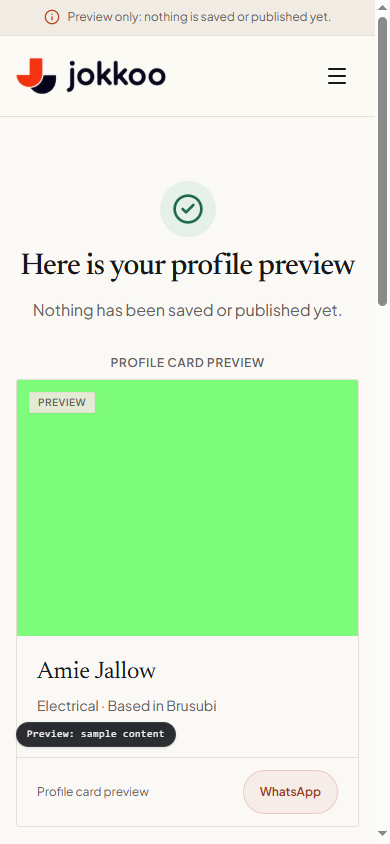 Preview only: nothing is saved or published yet.
jokkoo
Here is your profile preview
Nothing has been saved or published yet.
PROFILE CARD PREVIEW
PREVIEW
Amie Jallow
Electrical · Based in Brusubi
Preview: sample content
Profile card preview
WhatsApp